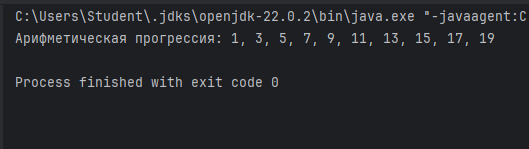 C:\Users\Student\.jdks\openjdk-22.0.2\bin\java.exe "-javaagent:C
Арифметическая прогрессия: 1, 3, 5, 7, 9, 11, 13, 15, 17, 19
Process finished with exit code 0